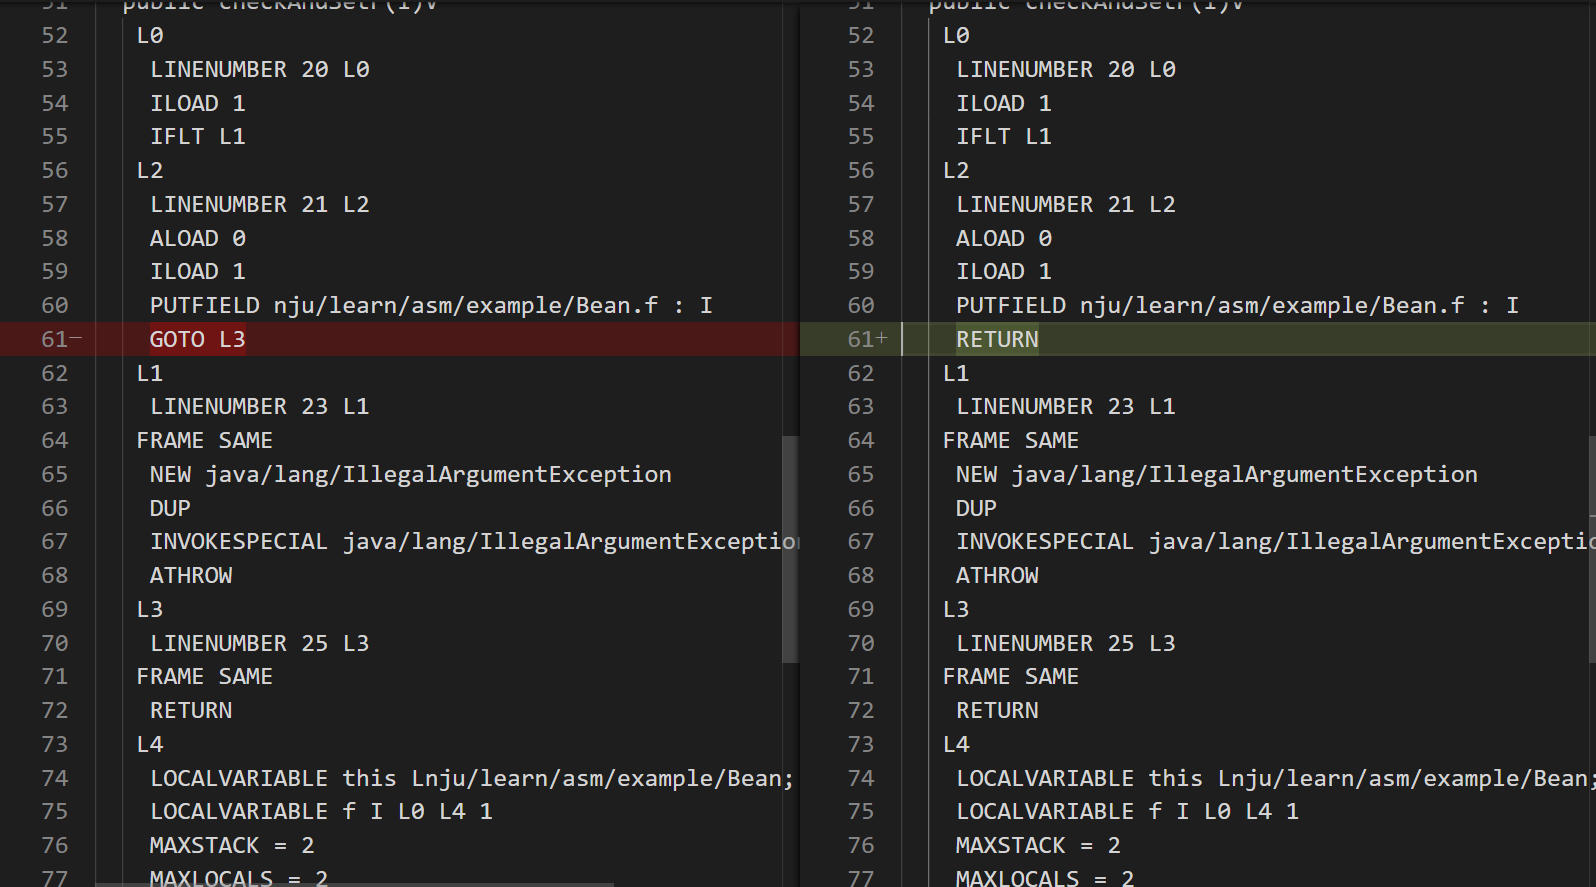 51 public checkAndSetF(I)V
52 L0
53 LINENUMBER 20 L0
54 ILOAD 1
55 IFLT L1
56 L2
57 LINENUMBER 21 L2
58 ALOAD 0
59 ILOAD 1
60 PUTFIELD nju/learn/asm/example/Bean.f : I
61− GOTO L3
62 L1
63 LINENUMBER 23 L1
64 FRAME SAME
65 NEW java/lang/IllegalArgumentException
66 DUP
67 INVOKESPECIAL java/lang/IllegalArgumentExceptio
68 ATHROW
69 L3
70 LINENUMBER 25 L3
71 FRAME SAME
72 RETURN
73 L4
74 LOCALVARIABLE this Lnju/learn/asm/example/Bean;
75 LOCALVARIABLE f I L0 L4 1
76 MAXSTACK = 2
77 MAXLOCALS = 2
51 public checkAndSetF(I)V
52 L0
53 LINENUMBER 20 L0
54 ILOAD 1
55 IFLT L1
56 L2
57 LINENUMBER 21 L2
58 ALOAD 0
59 ILOAD 1
60 PUTFIELD nju/learn/asm/example/Bean.f : I
61+ RETURN
62 L1
63 LINENUMBER 23 L1
64 FRAME SAME
65 NEW java/lang/IllegalArgumentException
66 DUP
67 INVOKESPECIAL java/lang/IllegalArgumentExceptio
68 ATHROW
69 L3
70 LINENUMBER 25 L3
71 FRAME SAME
72 RETURN
73 L4
74 LOCALVARIABLE this Lnju/learn/asm/example/Bean;
75 LOCALVARIABLE f I L0 L4 1
76 MAXSTACK = 2
77 MAXLOCALS = 2